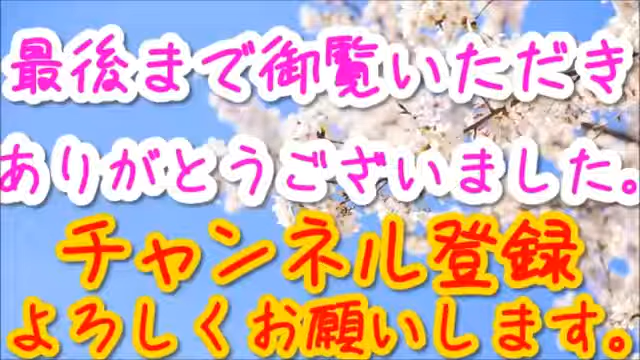 最後まで御覧いただき
ありがとうございました。
チャンネル登録
よろしくお願いします。